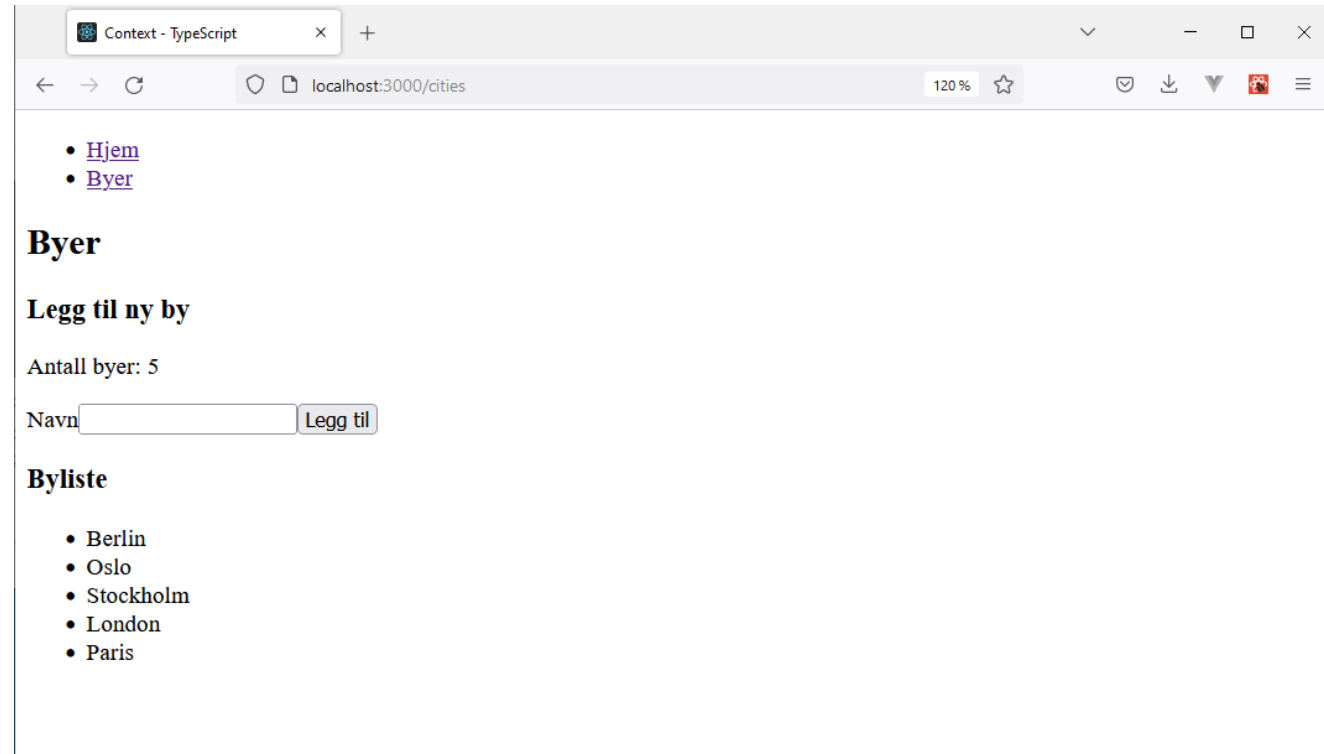 Context - TypeScript
localhost:3000/cities
120 %
Hjem
Byer
Byer
Legg til ny by
Antall byer: 5
Navn Legg til
Byliste
Berlin
Oslo
Stockholm
London
Paris